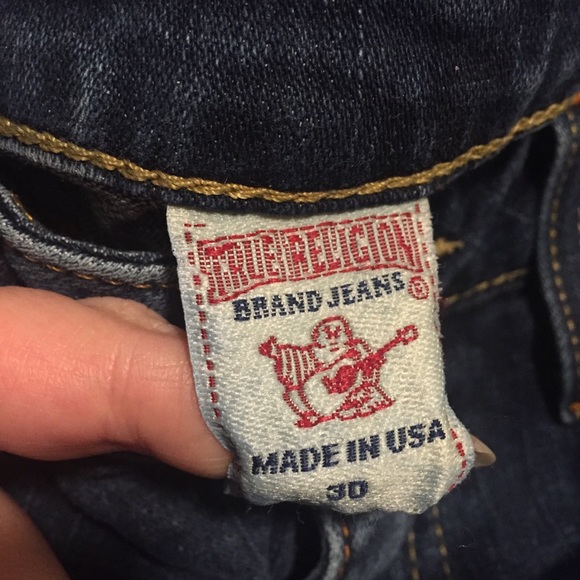 TRUE RELIGION
BRAND JEANS ®
MADE IN USA
30